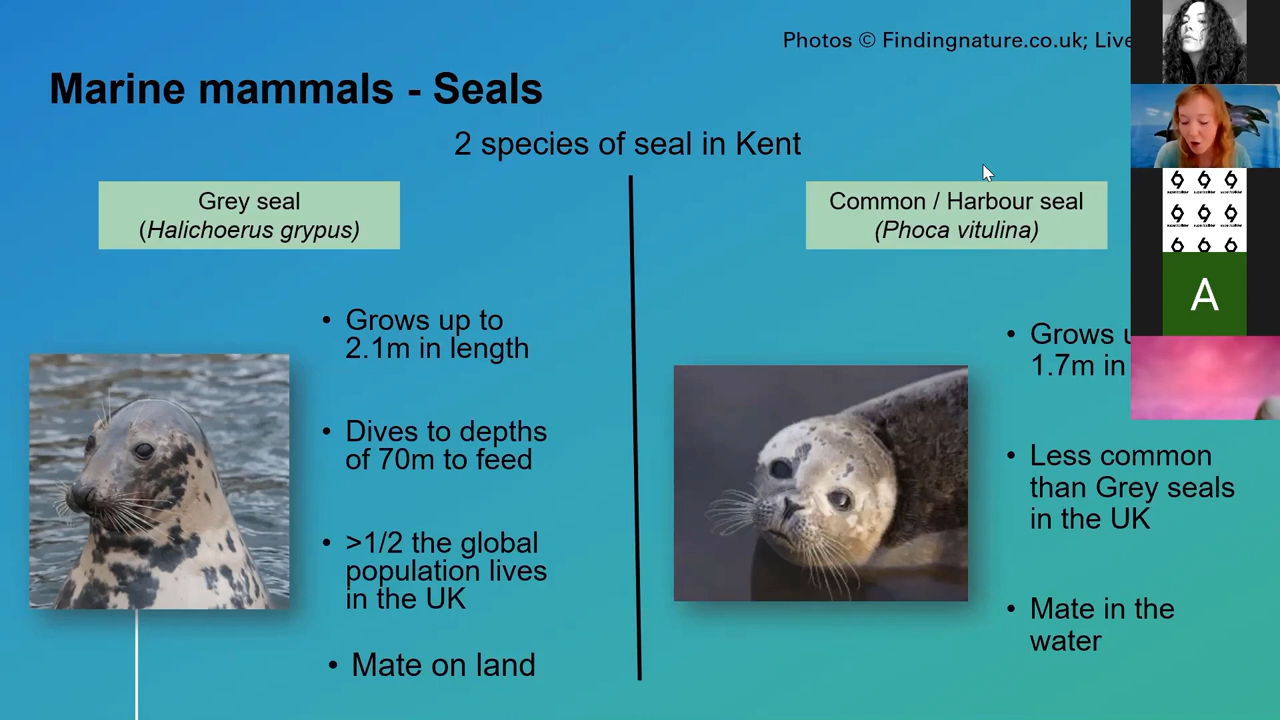 Photos © Findingnature.co.uk; Live
Marine mammals - Seals
2 species of seal in Kent
Grey seal
(Halichoerus grypus)
Common / Harbour seal
(Phoca vitulina)
• Grows up to
2.1m in length
• Dives to depths
of 70m to feed
• >1/2 the global
population lives
in the UK
• Mate on land
• Grows
1.7m in
• Less common
than Grey seals
in the UK
• Mate in the
water
A